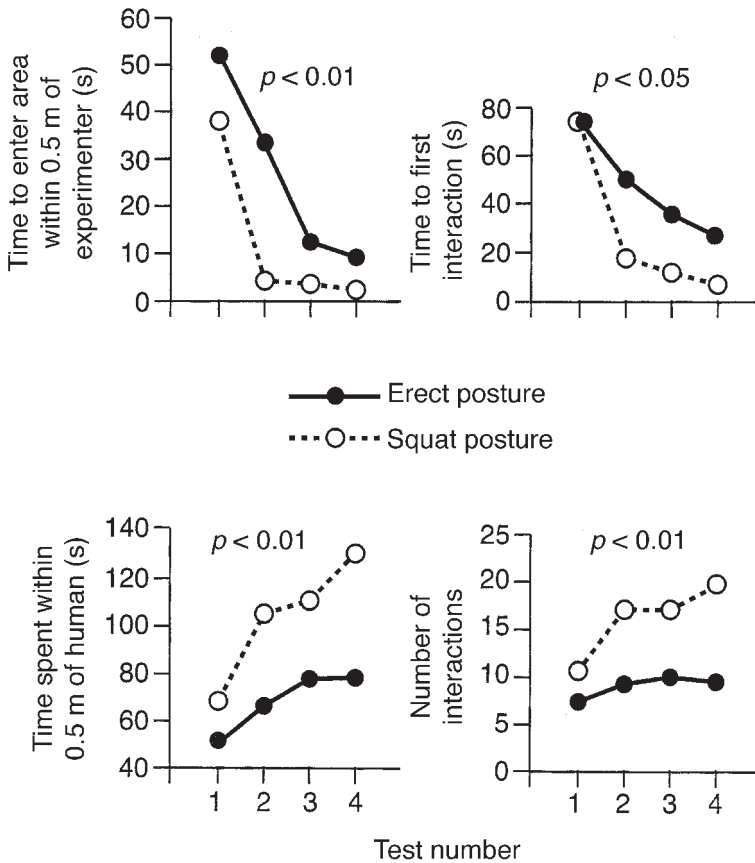 Time to enter area
within 0.5 m of
experimenter (s)
60
50
40
30
20
10
0
p < 0.01
Time to first
interaction (s)
80
60
40
20
0
p < 0.05
Erect posture
Squat posture
Time spent within
0.5 m of human (s)
140
120
100
80
60
40
p < 0.01
1 2 3 4
Number of
interactions
25
20
15
10
5
0
p < 0.01
1 2 3 4
Test number